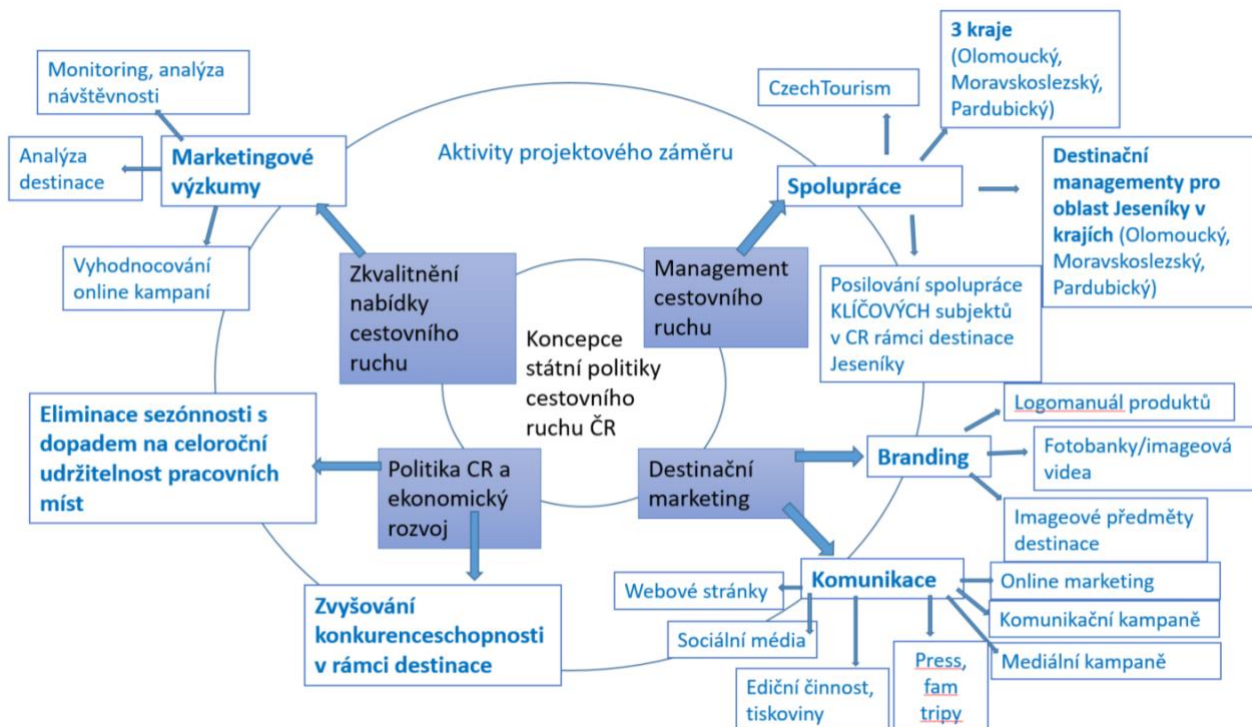 Monitoring, analýza
návštěvnosti
Analýza
destinace
Marketingové
výzkumy
Vyhodnocování
online kampaní
Aktivity projektového záměru
CzechTourism
3 kraje
(Olomoucký,
Moravskoslezský,
Pardubický)
Spolupráce
Destinační
managementy pro
oblast Jeseníky v
krajích (Olomoucký,
Moravskoslezský,
Pardubický)
Posilování spolupráce
KLÍČOVÝCH subjektů
v CR rámci destinace
Jeseníky
Zkvalitnění
nabídky
cestovního
ruchu
Management
cestovního
ruchu
Koncepce
státní politiky
cestovního
ruchu ČR
Politika CR a
ekonomický
rozvoj
Destinační
marketing
Eliminace sezónnosti s
dopadem na celoroční
udržitelnost pracovních
míst
Zvyšování
konkurenceschopnosti
v rámci destinace
Branding
Logomanuál produktů
Fotobanky/imageová
videa
Imageové předměty
destinace
Komunikace
Webové stránky
Sociální média
Ediční činnost,
tiskoviny
Press,
fam
tripy
Online marketing
Komunikační kampaně
Mediální kampaně